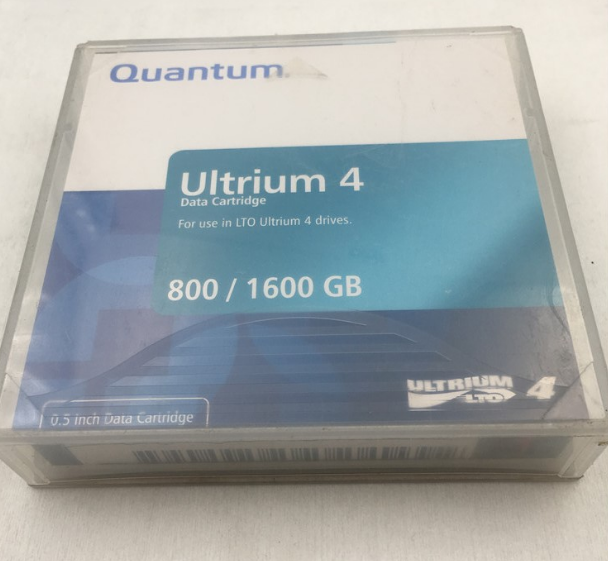 Quantum
Ultrium 4
Data Cartridge
For use in LTO Ultrium 4 drives.
800 / 1600 GB
ULTRIUM
LTO 4
0.5 inch Data Cartridge